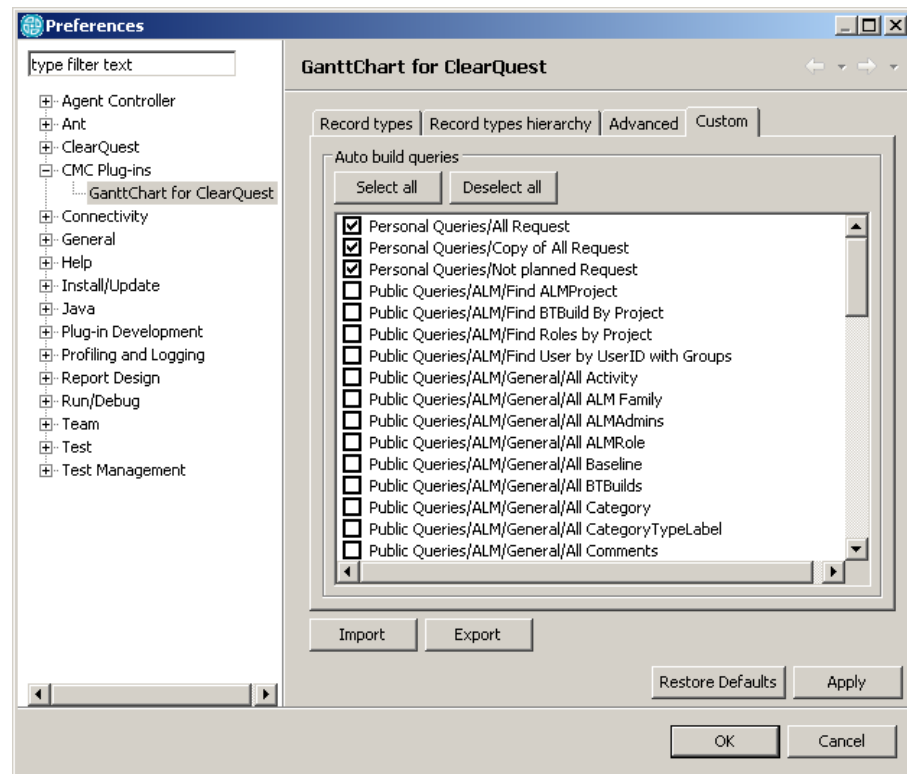 Preferences
type filter text
Agent Controller
Ant
ClearQuest
CMC Plug-ins
GanttChart for ClearQuest
Connectivity
General
Help
Install/Update
Java
Plug-in Development
Profiling and Logging
Report Design
Run/Debug
Team
Test
Test Management
GanttChart for ClearQuest
Record types Record types hierarchy Advanced Custom
Auto build queries
Select all Deselect all
Personal Queries/All Request
Personal Queries/Copy of All Request
Personal Queries/Not planned Request
Public Queries/ALM/Find ALMProject
Public Queries/ALM/Find BTBuild By Project
Public Queries/ALM/Find Roles by Project
Public Queries/ALM/Find User by UserID with Groups
Public Queries/ALM/General/All Activity
Public Queries/ALM/General/All ALM Family
Public Queries/ALM/General/All ALMAdmins
Public Queries/ALM/General/All ALMRole
Public Queries/ALM/General/All Baseline
Public Queries/ALM/General/All BTBuilds
Public Queries/ALM/General/All Category
Public Queries/ALM/General/All CategoryTypeLabel
Public Queries/ALM/General/All Comments
Import Export
Restore Defaults Apply
OK Cancel